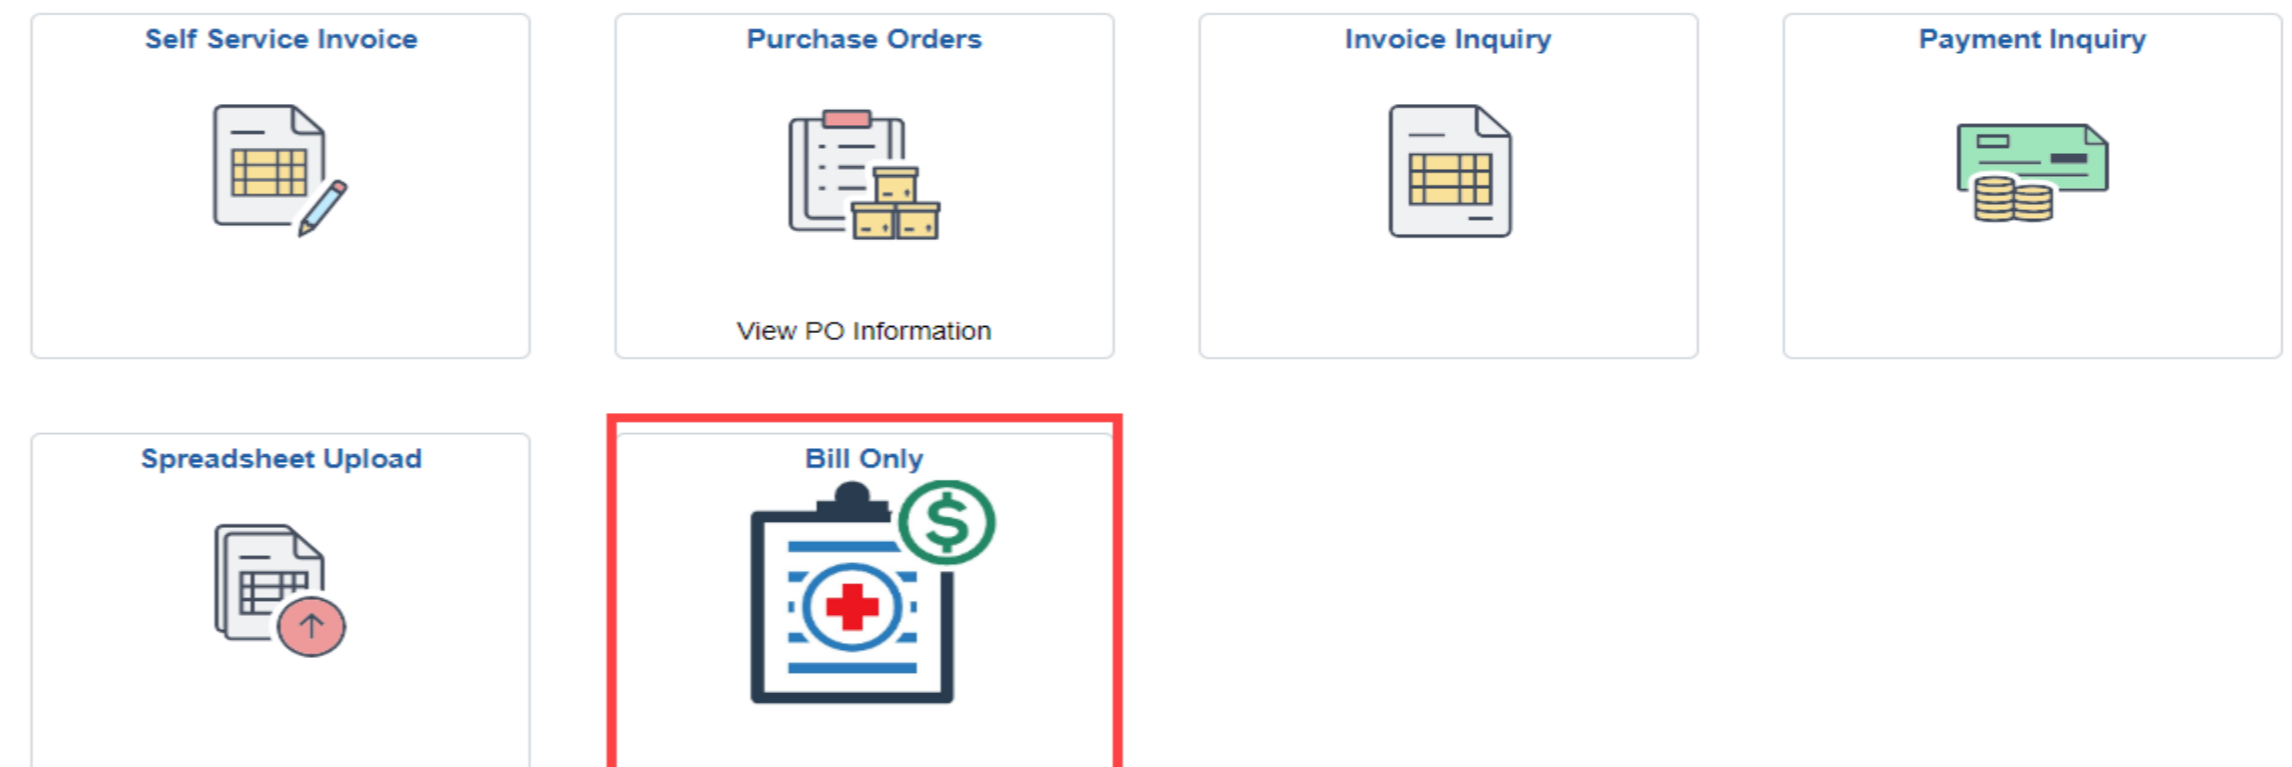 Self Service Invoice
Purchase Orders
Invoice Inquiry
Payment Inquiry
View PO Information
Spreadsheet Upload
Bill Only
$